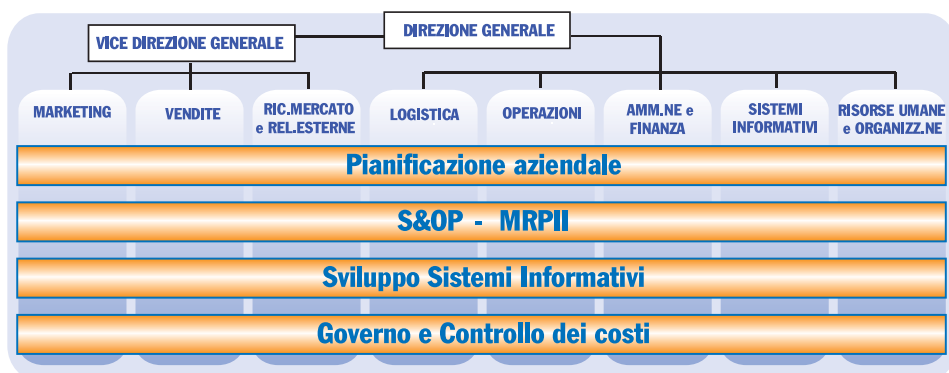 DIREZIONE GENERALE
VICE DIREZIONE GENERALE
MARKETING
VENDITE
RIC.MERCATO
e REL.ESTERNE
LOGISTICA
OPERAZIONI
AMM.NE e
FINANZA
SISTEMI
INFORMATIVI
RISORSE UMANE
e ORGANIZZ.NE
Pianificazione aziendale
S&OP - MRPII
Sviluppo Sistemi Informativi
Governo e Controllo dei costi